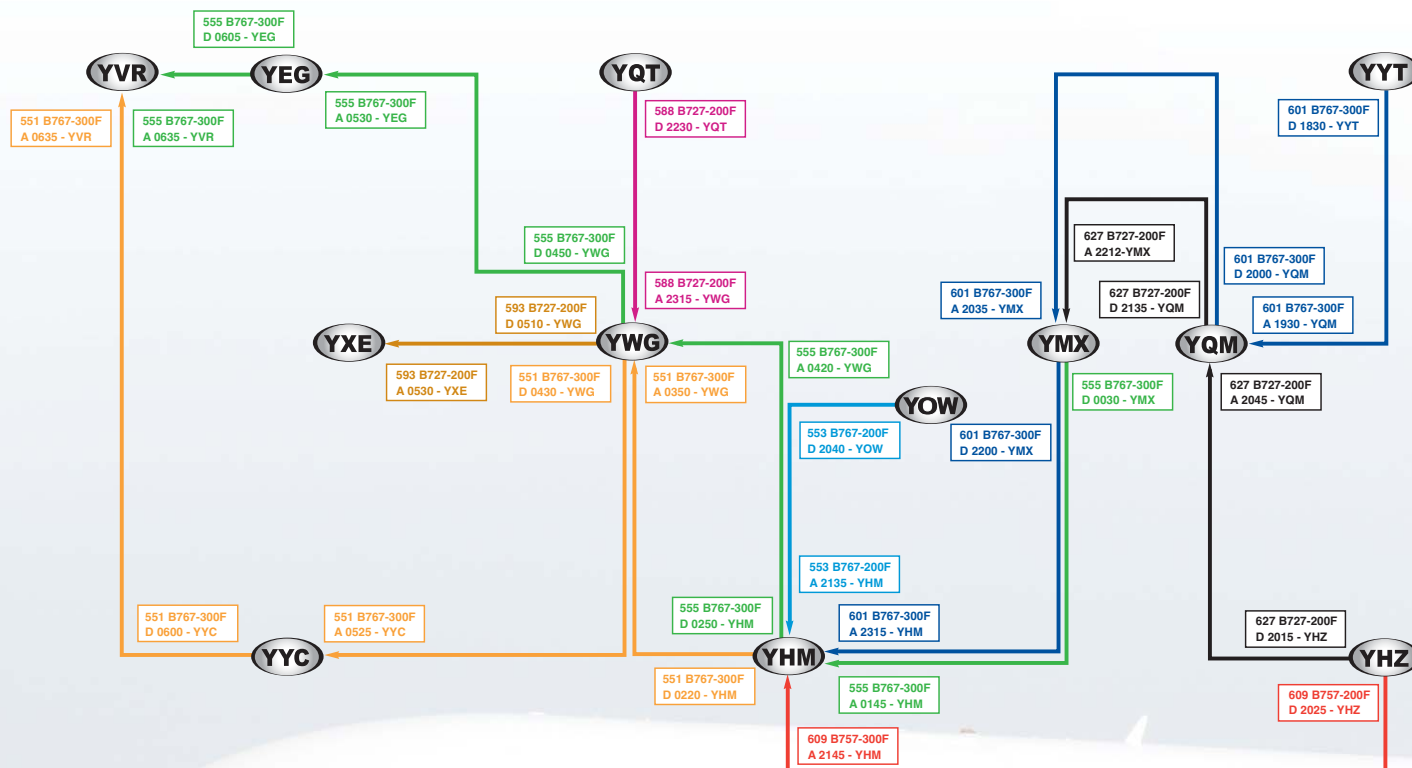 555 B767-300F
D 0605 - YEG
YVR
YEG
YQT
YYT
551 B767-300F
A 0635 - YVR
555 B767-300F
A 0635 - YVR
555 B767-300F
A 0530 - YEG
588 B727-200F
D 2230 - YQT
601 B767-300F
D 1830 - YYT
555 B767-300F
D 0450 - YWG
627 B727-200F
A 2212-YMX
601 B767-300F
D 2000 - YQM
588 B727-200F
A 2315 - YWG
601 B767-300F
A 2035 - YMX
627 B727-200F
D 2135 - YQM
601 B767-300F
A 1930 - YQM
593 B727-200F
D 0510 - YWG
YXE
YWG
YMX
YQM
593 B727-200F
A 0530 - YXE
551 B767-300F
D 0430 - YWG
551 B767-300F
A 0350 - YWG
555 B767-300F
A 0420 - YWG
555 B767-300F
D 0030 - YMX
627 B727-200F
A 2045 - YQM
YOW
553 B767-200F
D 2040 - YOW
601 B767-300F
D 2200 - YMX
553 B767-200F
A 2135 - YHM
551 B767-300F
D 0600 - YYC
551 B767-300F
A 0525 - YYC
555 B767-300F
D 0250 - YHM
601 B767-300F
A 2315 - YHM
627 B727-200F
D 2015 - YHZ
YYC
YHM
YHZ
551 B767-300F
D 0220 - YHM
555 B767-300F
A 0145 - YHM
609 B757-200F
D 2025 - YHZ
609 B757-300F
A 2145 - YHM